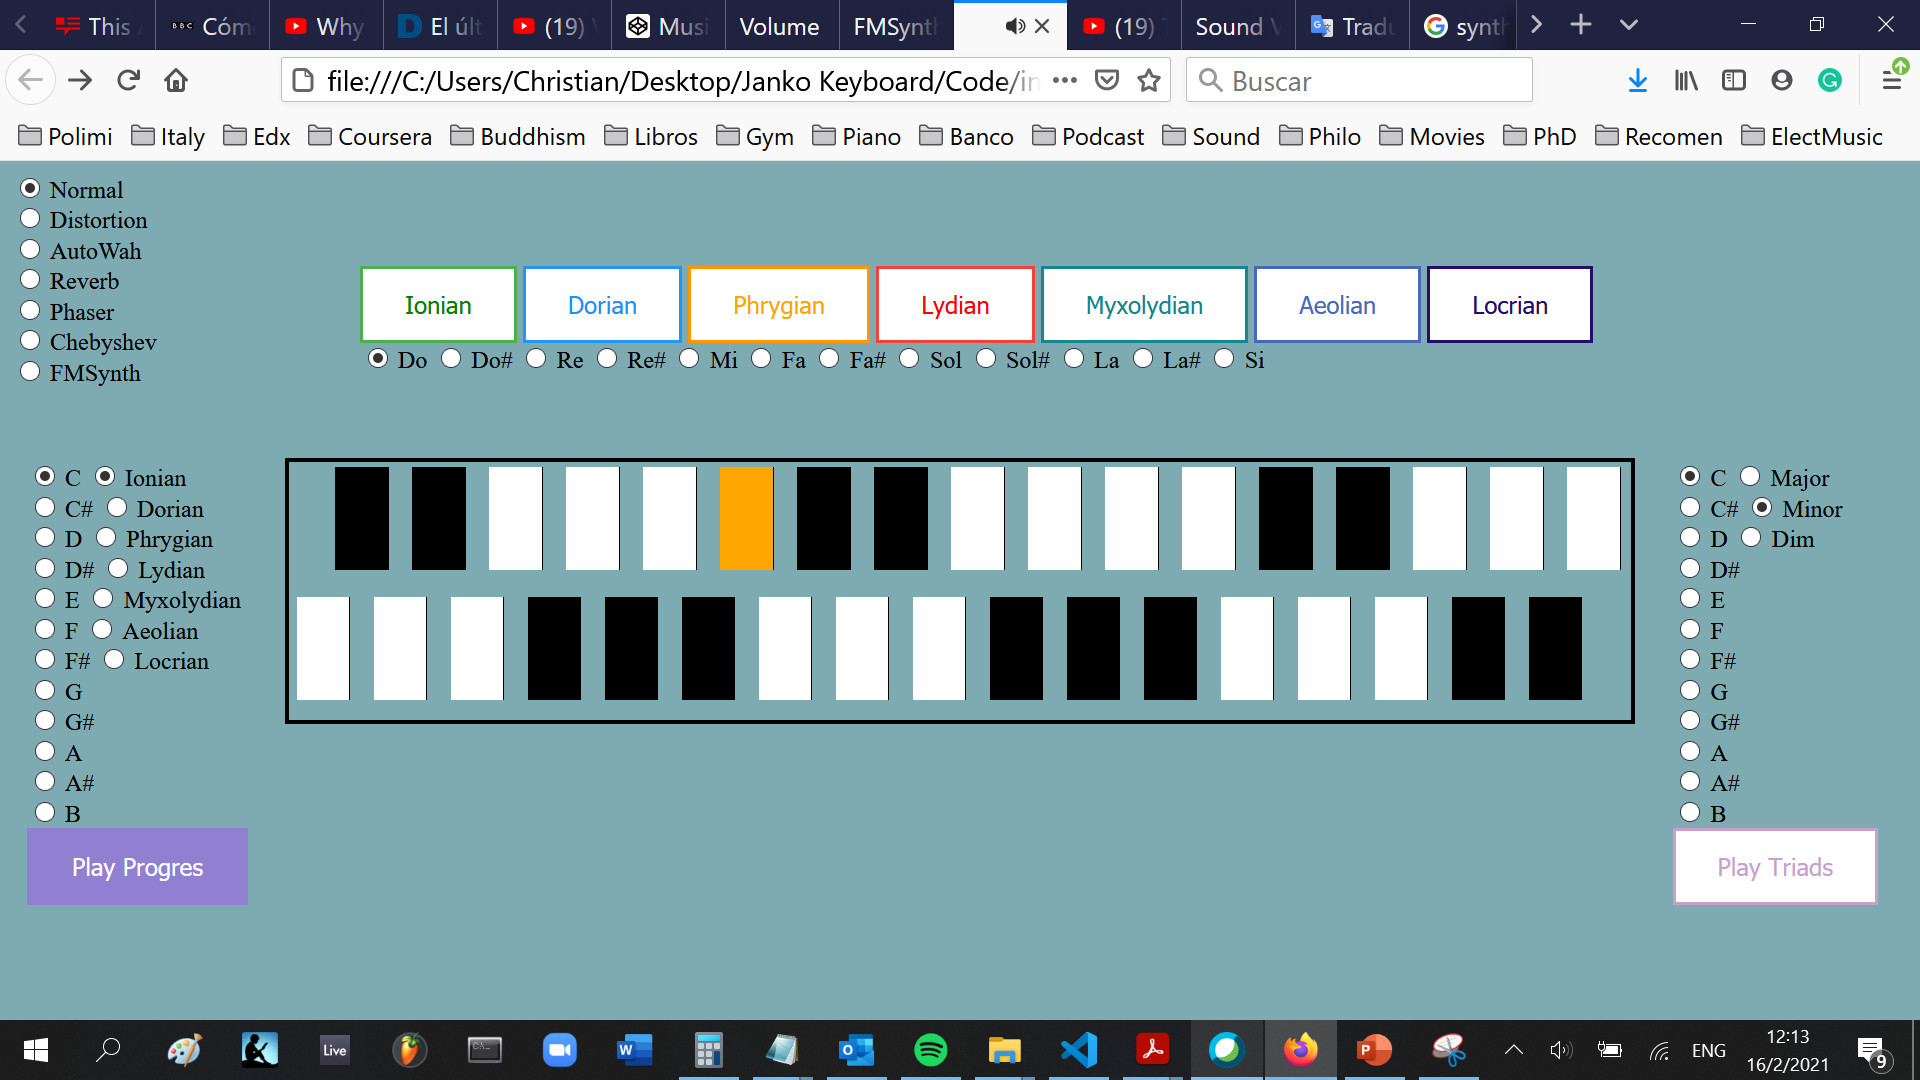 This
BBC Cóm
Why
El últ
(19)
Musi
Volume
FMSynt
(19)
Sound V
Tradu
synth
file:///C:/Users/Christian/Desktop/Janko Keyboard/Code/in
Buscar
Polimi Italy Edx Coursera Buddhism Libros Gym Piano Banco Podcast Sound Philo Movies PhD Recomen ElectMusic
Normal
Distortion
AutoWah
Reverb
Phaser
Chebyshev
FMSynth
Ionian Dorian Phrygian Lydian Myxolydian Aeolian Locrian
Do Do# Re Re# Mi Fa Fa# Sol Sol# La La# Si
C Ionian
C# Dorian
D Phrygian
D# Lydian
E Myxolydian
F Aeolian
F# Locrian
G
G#
A
A#
B
Play Progres
C Major
C# Minor
D Dim
D#
E
F
F#
G
G#
A
A#
B
Play Triads
Live
ENG
12:13
16/2/2021
9